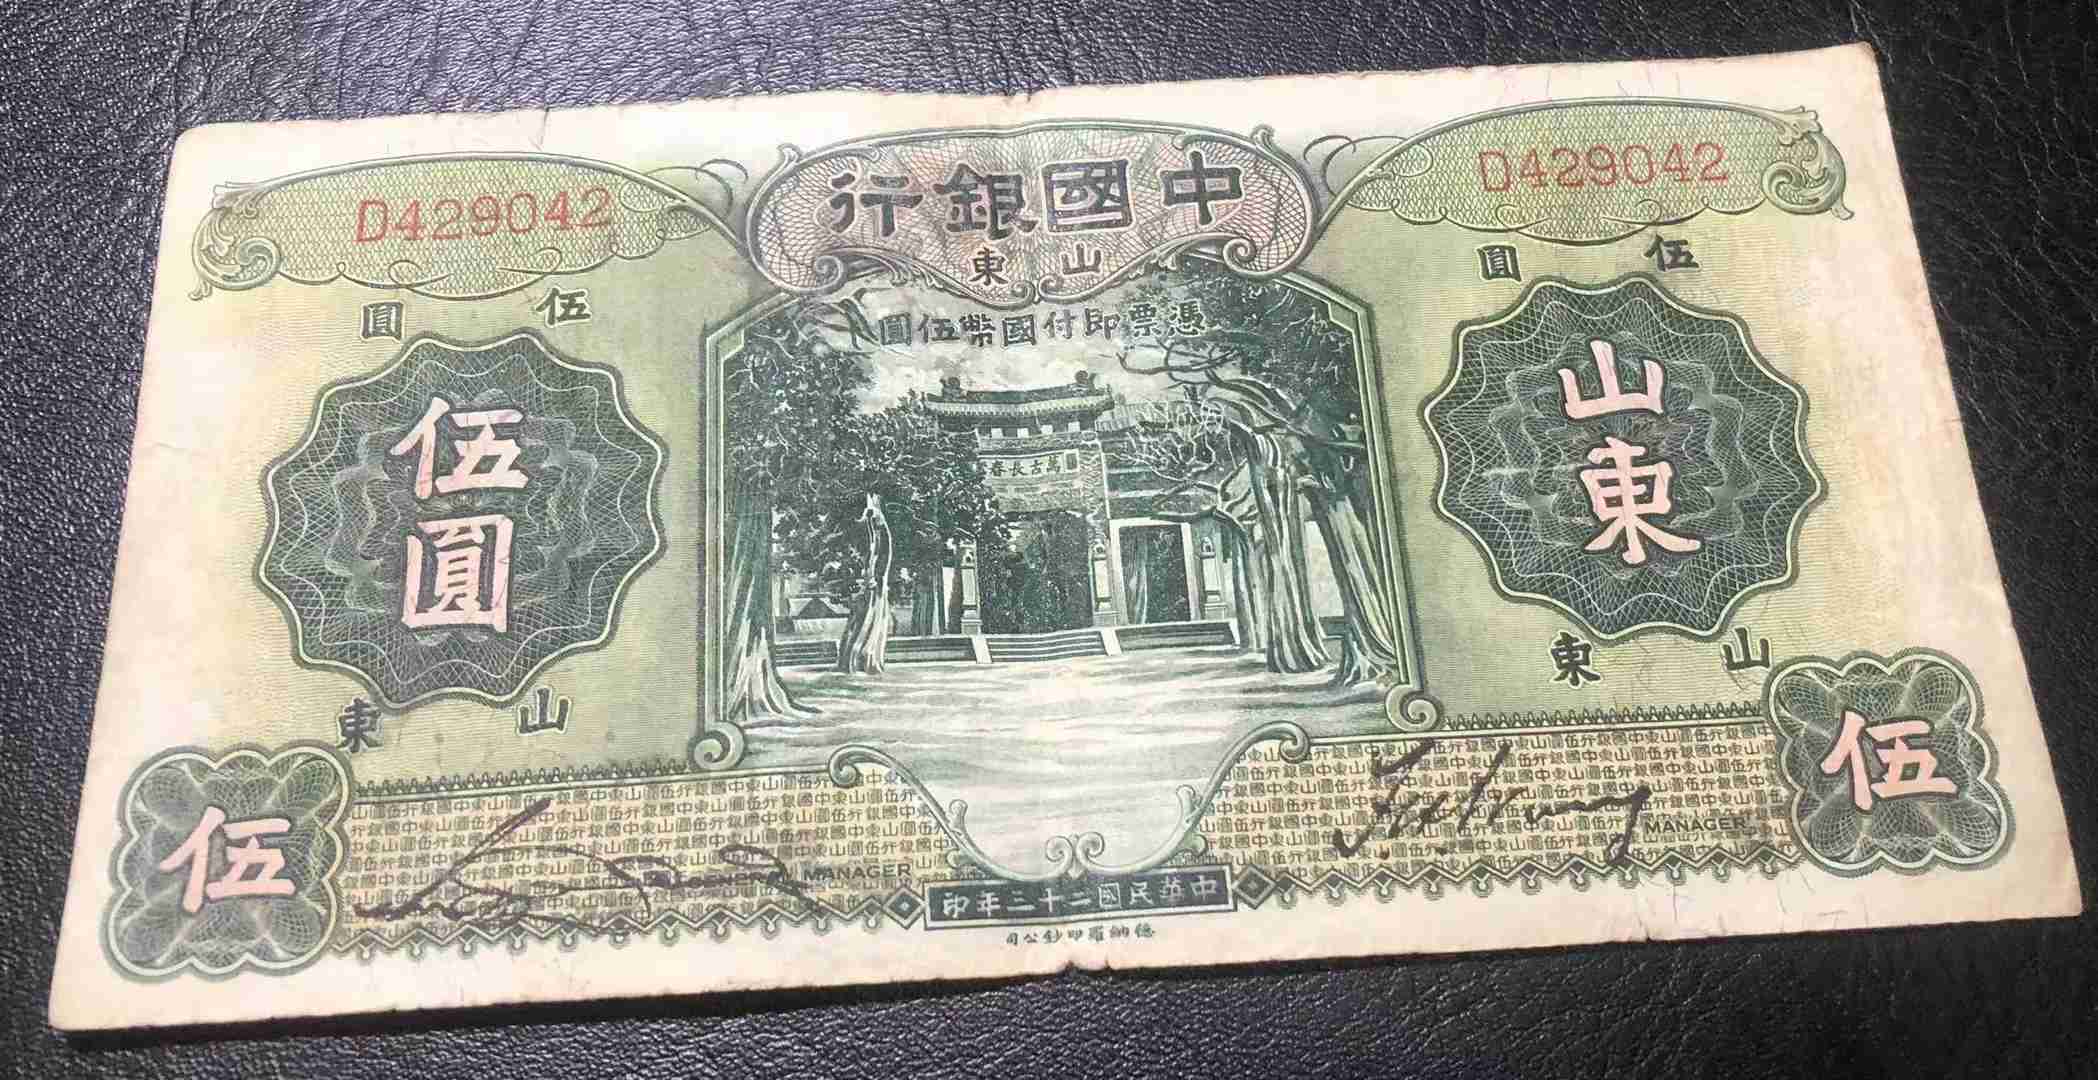 D429042
中國銀行
D429042
山東
憑票即付國幣伍圓
伍圓
伍圓
伍圓
萬古長春
山東
山東
山東
伍
伍
GENERAL MANAGER
MANAGER
中華民國二十三年印
德納羅印鈔公司